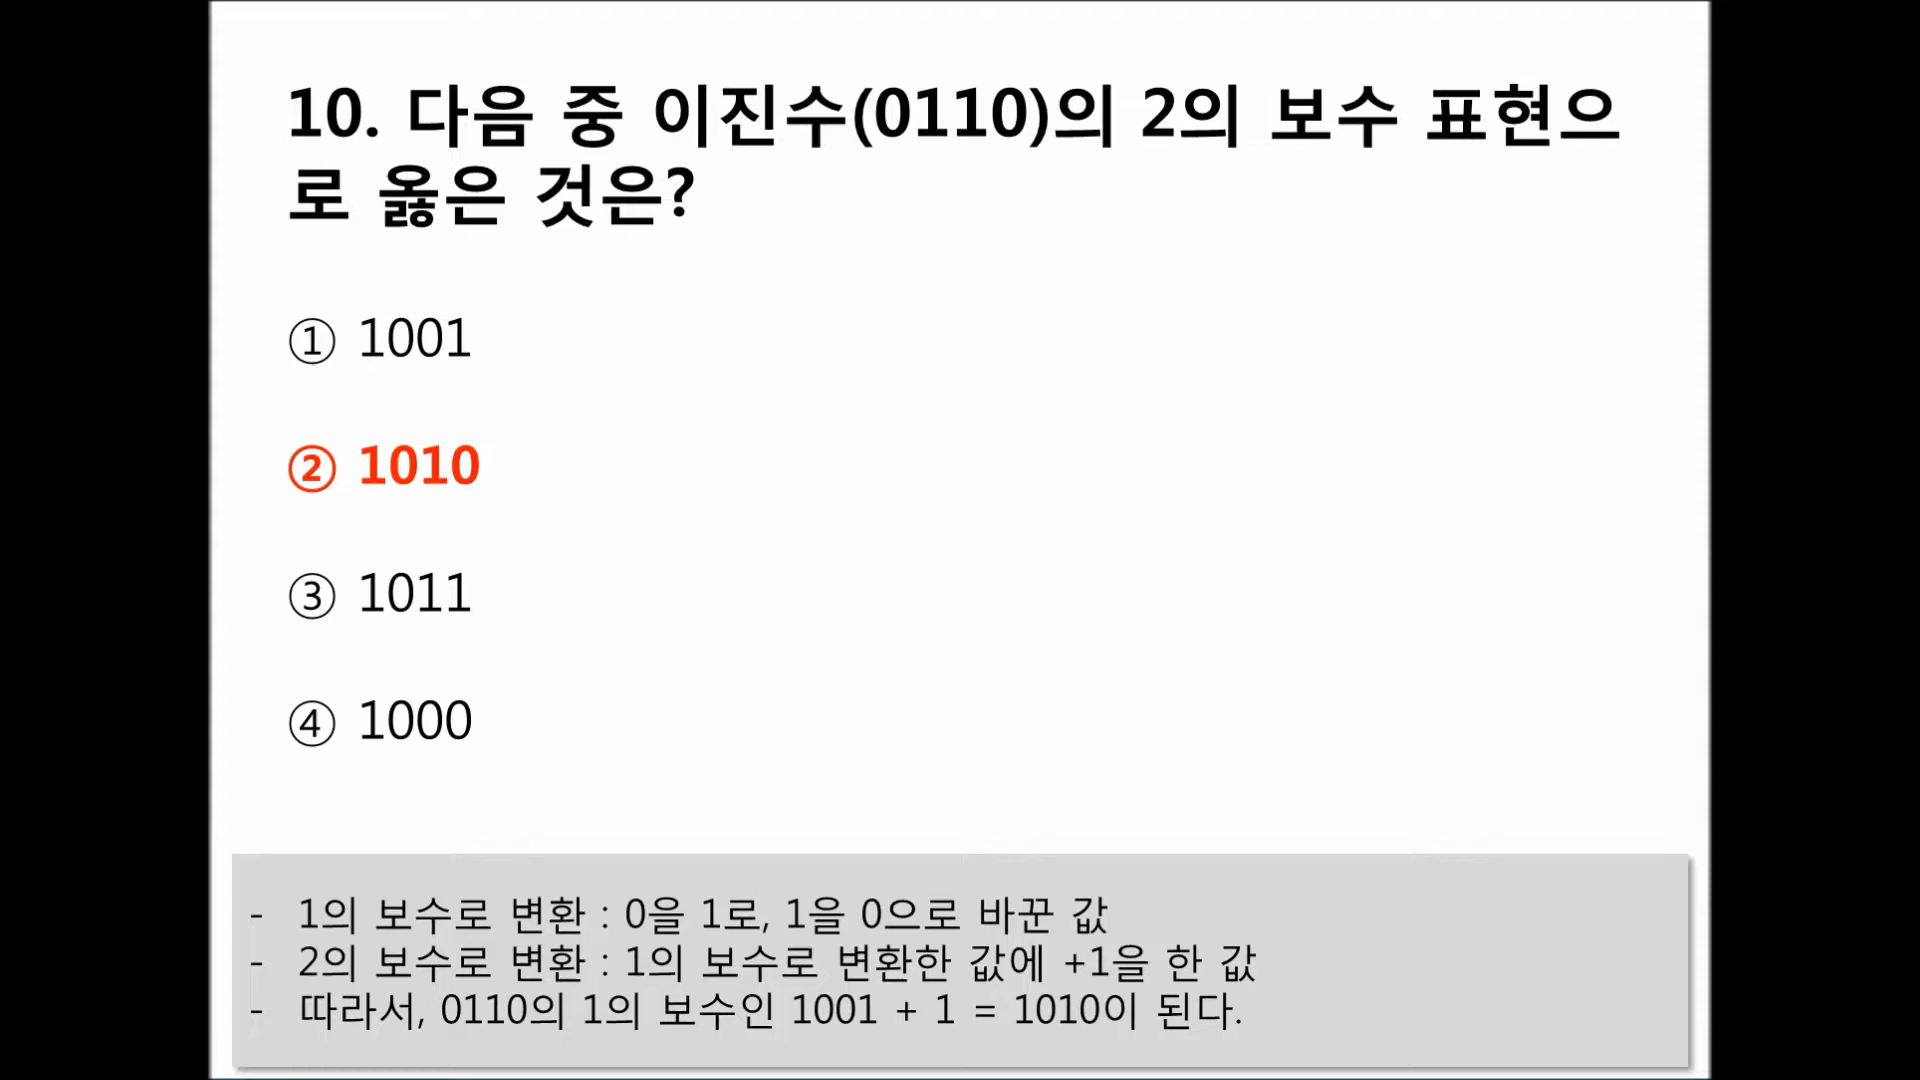 10. 다음 중 이진수(0110)의 2의 보수 표현으
로 옳은 것은?
① 1001
② 1010
③ 1011
④ 1000
- 1의 보수로 변환 : 0을 1로, 1을 0으로 바꾼 값
- 2의 보수로 변환 : 1의 보수로 변환한 값에 +1을 한 값
- 따라서, 0110의 1의 보수인 1001 + 1 = 1010이 된다.